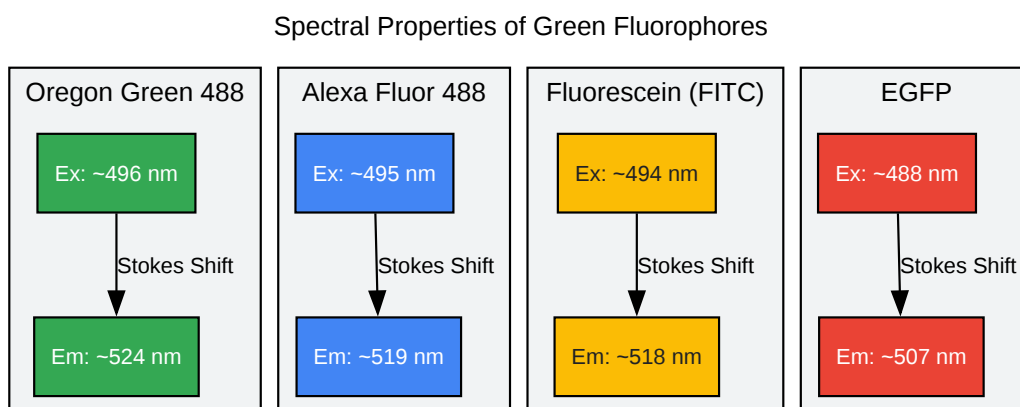 Spectral Properties of Green Fluorophores
Oregon Green 488
Ex: ~496 nm
Stokes Shift
Em: ~524 nm
Alexa Fluor 488
Ex: ~495 nm
Stokes Shift
Em: ~519 nm
Fluorescein (FITC)
Ex: ~494 nm
Stokes Shift
Em: ~518 nm
EGFP
Ex: ~488 nm
Stokes Shift
Em: ~507 nm